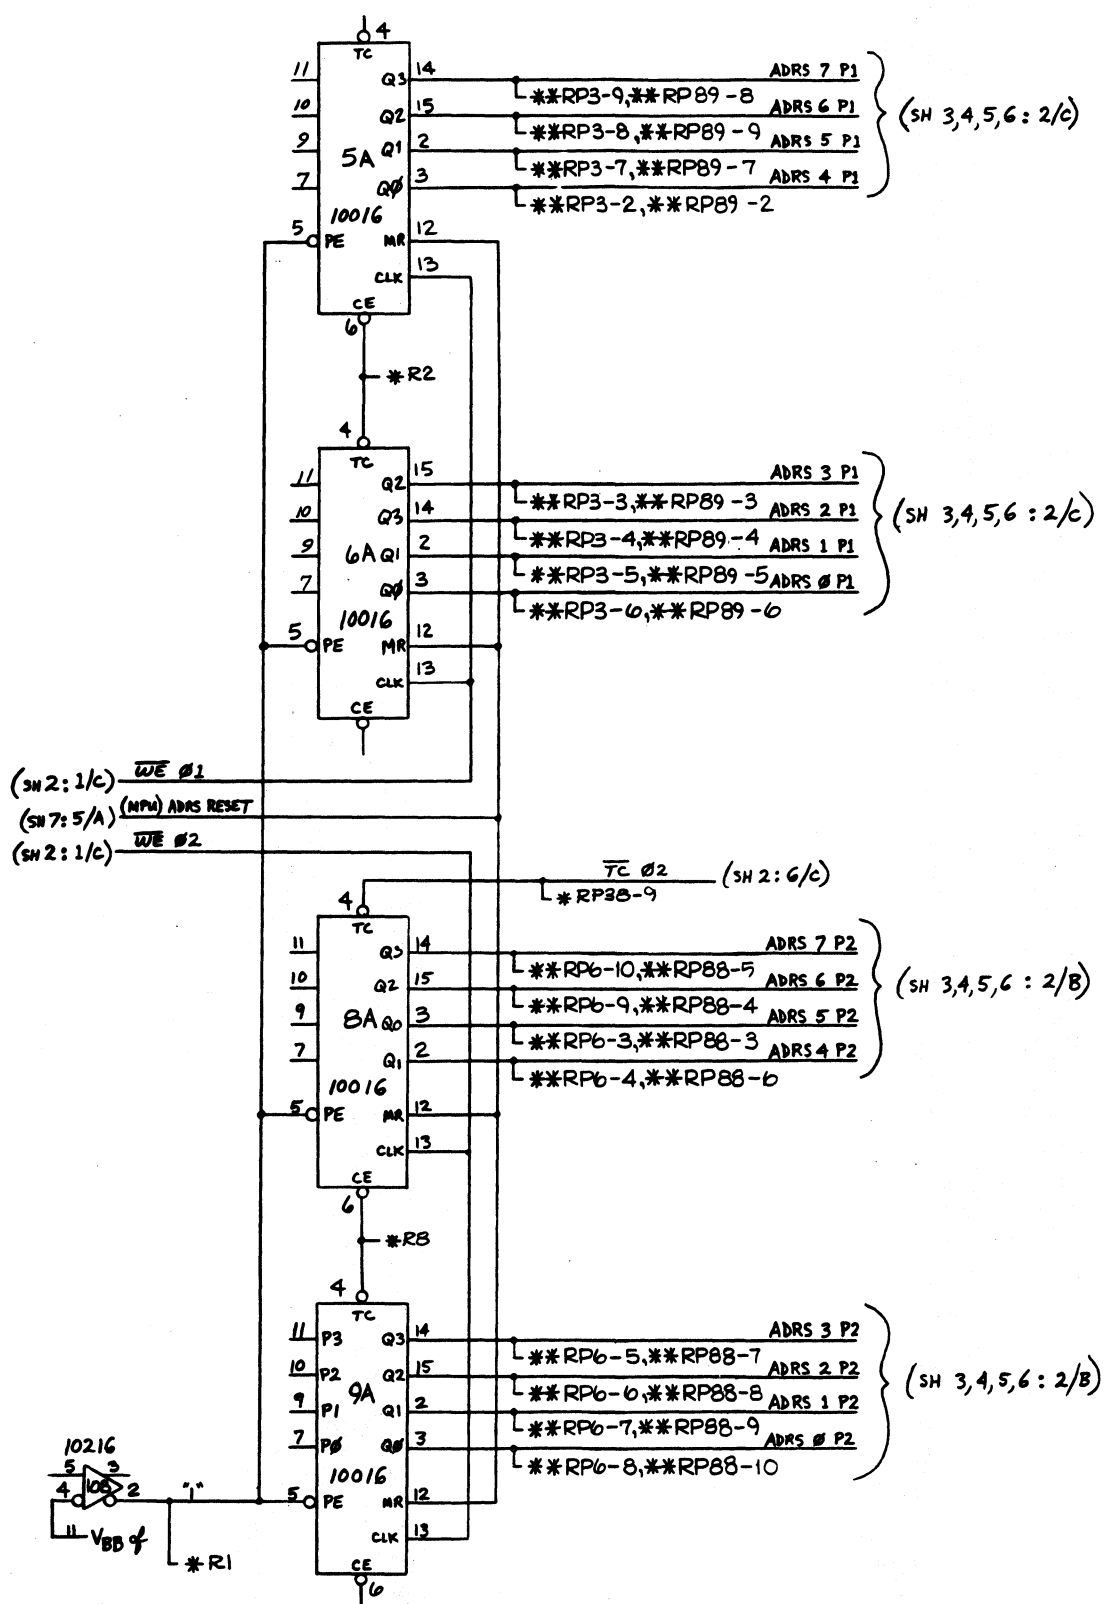 4
TC
11 Q3 14 ADRS 7 P1
**RP3-9,**RP89-8
10 Q2 15 ADRS 6 P1
**RP3-8,**RP89-9
(SH 3,4,5,6 : 2/C)
9 5A Q1 2 ADRS 5 P1
**RP3-7,**RP89-7
7 QØ 3 ADRS 4 P1
**RP3-2,**RP89-2
10016
5 PE MR 12
CLK 13
CE
6
*R2
4
TC
11 Q2 15 ADRS 3 P1
**RP3-3,**RP89-3
10 Q3 14 ADRS 2 P1
(SH 3,4,5,6 : 2/C)
**RP3-4,**RP89-4
9 6A Q1 2 ADRS 1 P1
**RP3-5,**RP89-5
7 QØ 3 ADRS Ø P1
**RP3-6,**RP89-6
10016
5 PE MR 12
CLK 13
CE
(SH 2: 1/C) W̅E̅ Ø1
(SH 7: 5/A) (MPU) ADRS RESET
(SH 2: 1/C) W̅E̅ Ø2
T̅C̅ Ø2 (SH 2: 6/C)
*RP38-9
4
TC
11 Q3 14 ADRS 7 P2
**RP6-10,**RP88-5
10 Q2 15 ADRS 6 P2
(SH 3,4,5,6 : 2/B)
**RP6-9,**RP88-4
9 8A Q0 3 ADRS 5 P2
**RP6-3,**RP88-3
7 Q1 2 ADRS 4 P2
**RP6-4,**RP88-6
10016
5 PE MR 12
CLK 13
CE
6
*R8
4
TC
11 P3 Q3 14 ADRS 3 P2
**RP6-5,**RP88-7
10 P2 Q2 15 ADRS 2 P2
(SH 3,4,5,6 : 2/B)
**RP6-6,**RP88-8
9 P1 9A Q1 2 ADRS 1 P2
**RP6-7,**RP88-9
7 PØ QØ 3 ADRS Ø P2
**RP6-8,**RP88-10
10016
10216
5 3
4 2 "1"
5 PE MR 12
11 VBB of
CLK 13
*R1
CE
6